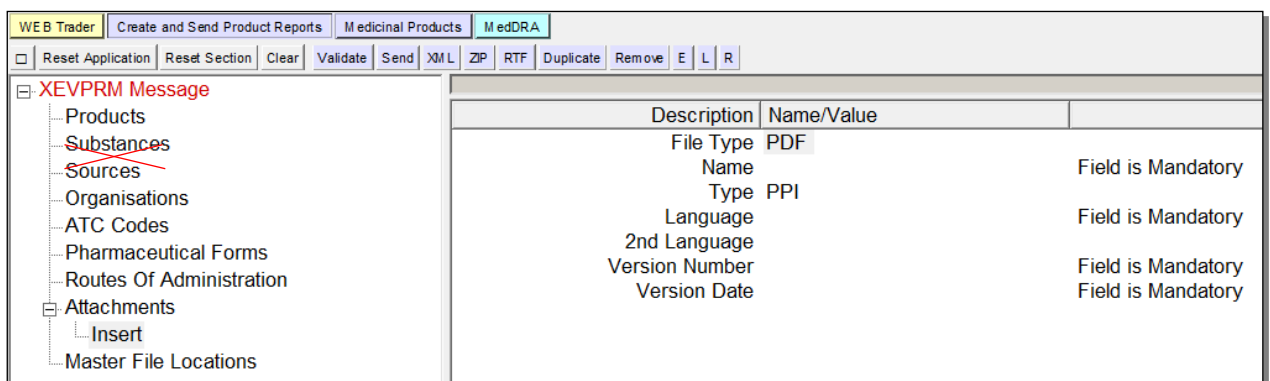 WEB Trader Create and Send Product Reports Medicinal Products MedDRA
Reset Application Reset Section Clear Validate Send XML ZIP RTF Duplicate Remove E L R
XEVPRM Message
Products
Substances
Sources
Organisations
ATC Codes
Pharmaceutical Forms
Routes Of Administration
Attachments
Insert
Master File Locations
Description Name/Value
File Type PDF
Name Field is Mandatory
Type PPI
Language Field is Mandatory
2nd Language
Version Number Field is Mandatory
Version Date Field is Mandatory